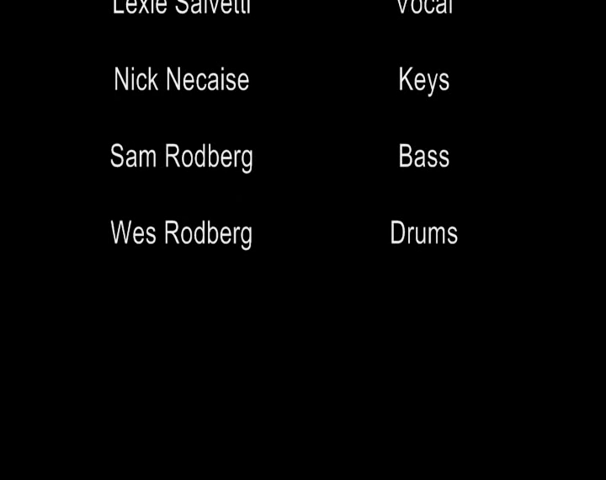 Lexie Salvetti Vocal
Nick Necaise Keys
Sam Rodberg Bass
Wes Rodberg Drums